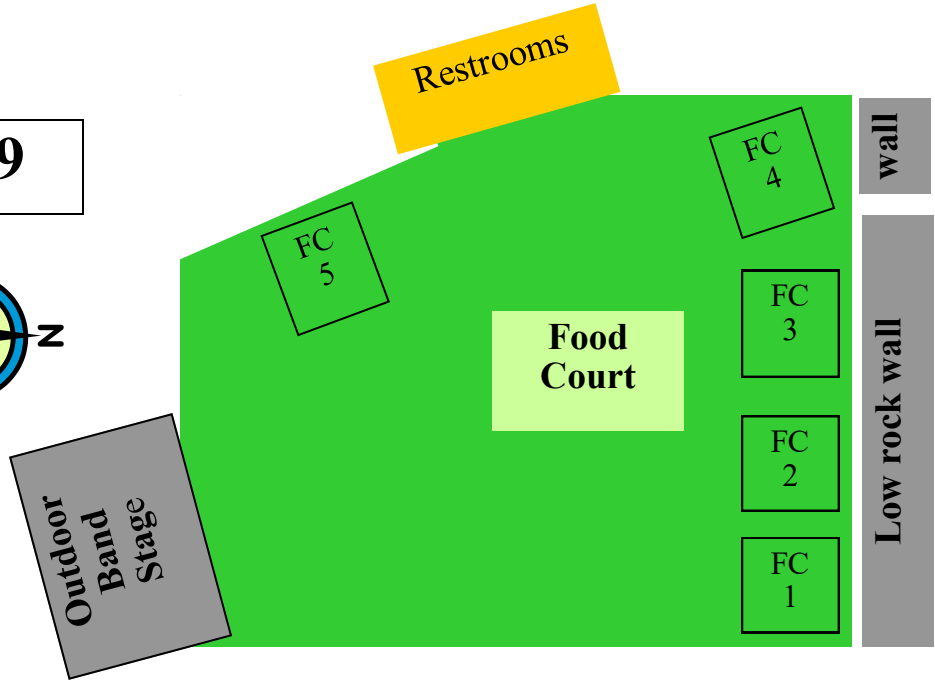 Restrooms
9
wall
FC
4
FC
5
N
FC
3
Food
Court
Low rock wall
FC
2
Outdoor
Band
Stage
FC
1